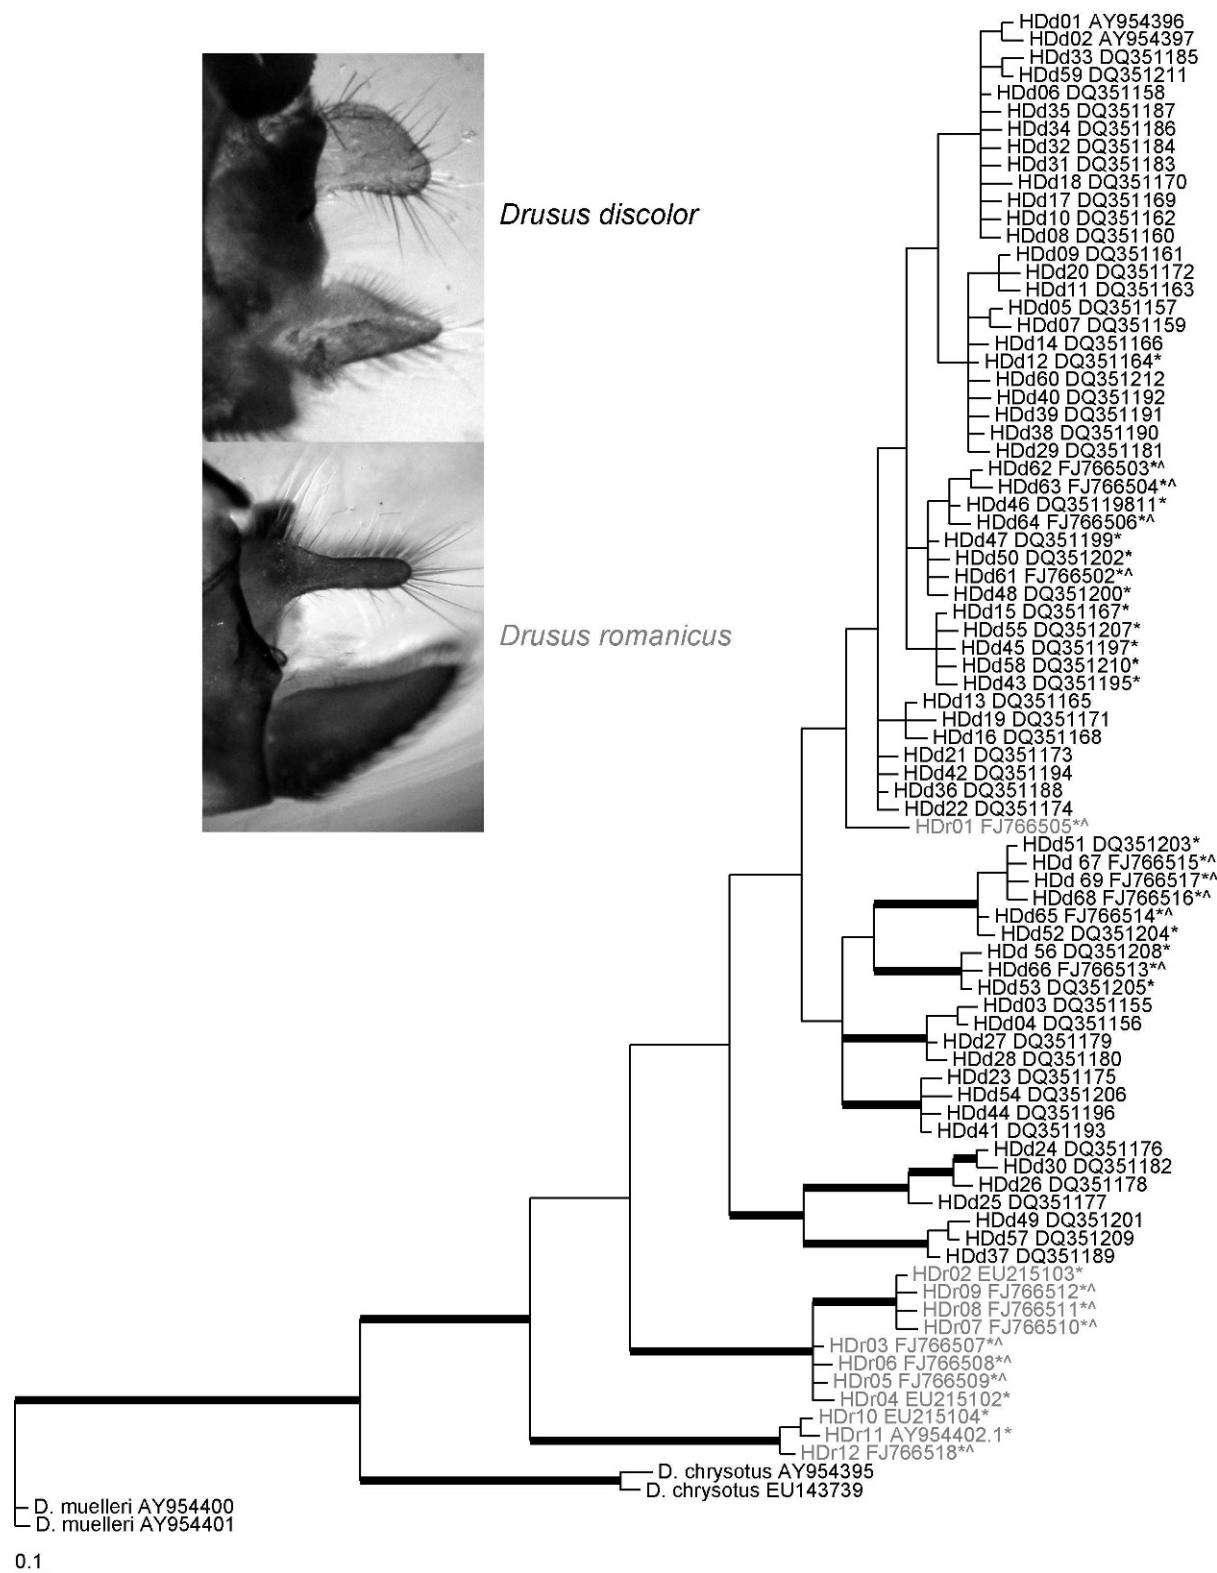 HDd01 AY954396
HDd02 AY954397
HDd33 DQ351185
HDd59 DQ351211
HDd06 DQ351158
HDd35 DQ351187
HDd34 DQ351186
HDd32 DQ351184
HDd31 DQ351183
HDd18 DQ351170
HDd17 DQ351169
HDd10 DQ351162
HDd08 DQ351160
HDd09 DQ351161
HDd20 DQ351172
HDd11 DQ351163
HDd05 DQ351157
HDd07 DQ351159
HDd14 DQ351166
HDd12 DQ351164*
HDd60 DQ351212
HDd40 DQ351192
HDd39 DQ351191
HDd38 DQ351190
HDd29 DQ351181
HDd62 FJ766503*^
HDd63 FJ766504*^
HDd46 DQ35119811*
HDd64 FJ766506*^
HDd47 DQ351199*
HDd50 DQ351202*
HDd61 FJ766502*^
HDd48 DQ351200*
HDd15 DQ351167*
HDd55 DQ351207*
HDd45 DQ351197*
HDd58 DQ351210*
HDd43 DQ351195*
HDd13 DQ351165
HDd19 DQ351171
HDd16 DQ351168
HDd21 DQ351173
HDd42 DQ351194
HDd36 DQ351188
HDd22 DQ351174
HDr01 FJ766505*^
HDd51 DQ351203*
HDd 67 FJ766515*^
HDd 69 FJ766517*^
HDd68 FJ766516*^
HDd65 FJ766514*^
HDd52 DQ351204*
HDd 56 DQ351208*
HDd66 FJ766513*^
HDd53 DQ351205*
HDd03 DQ351155
HDd04 DQ351156
HDd27 DQ351179
HDd28 DQ351180
HDd23 DQ351175
HDd54 DQ351206
HDd44 DQ351196
HDd41 DQ351193
HDd24 DQ351176
HDd30 DQ351182
HDd26 DQ351178
HDd25 DQ351177
HDd49 DQ351201
HDd57 DQ351209
HDd37 DQ351189
HDr02 EU215103*
HDr09 FJ766512*^
HDr08 FJ766511*^
HDr07 FJ766510*^
HDr03 FJ766507*^
HDr06 FJ766508*^
HDr05 FJ766509*^
HDr04 EU215102*
HDr10 EU215104*
HDr11 AY954402.1*
HDr12 FJ766518*^
D. chrysotus AY954395
D. chrysotus EU143739
D. muelleri AY954400
D. muelleri AY954401
0.1
Drusus discolor
Drusus romanicus